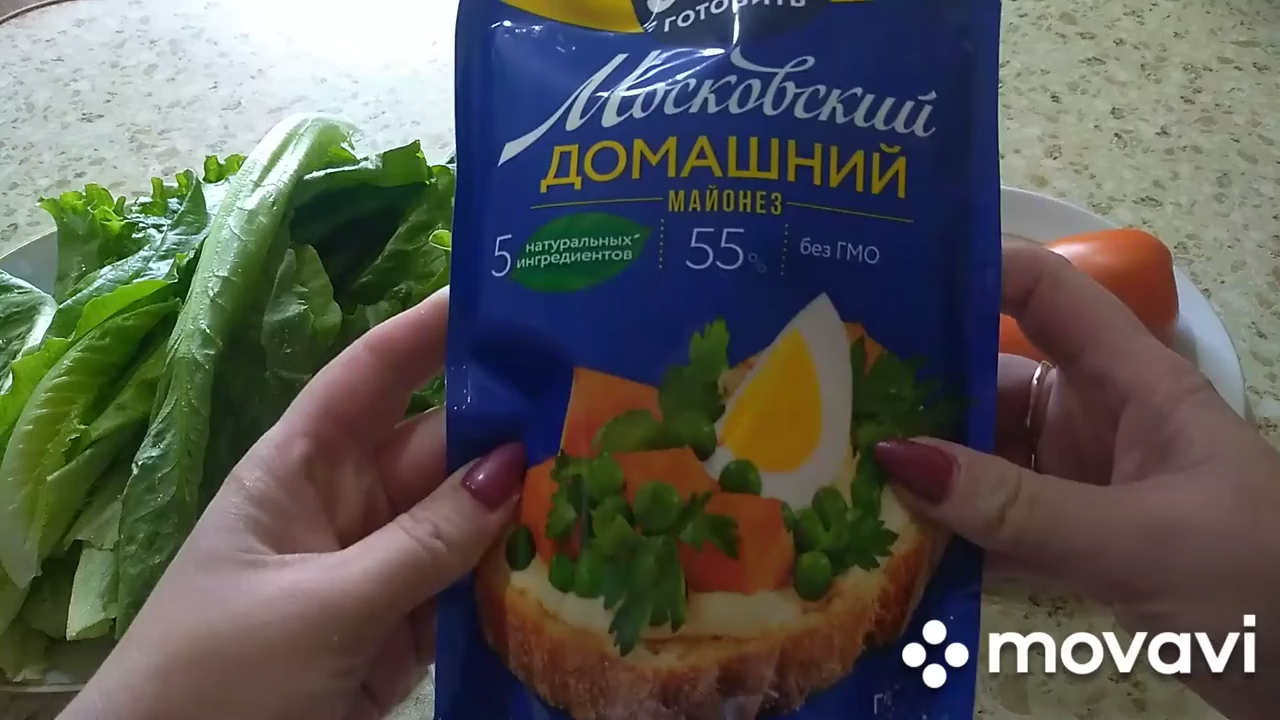 ГОТОВИТЬ
Московский
ДОМАШНИЙ
МАЙОНЕЗ
5 натуральных
ингредиентов
55%
без ГМО
movavi